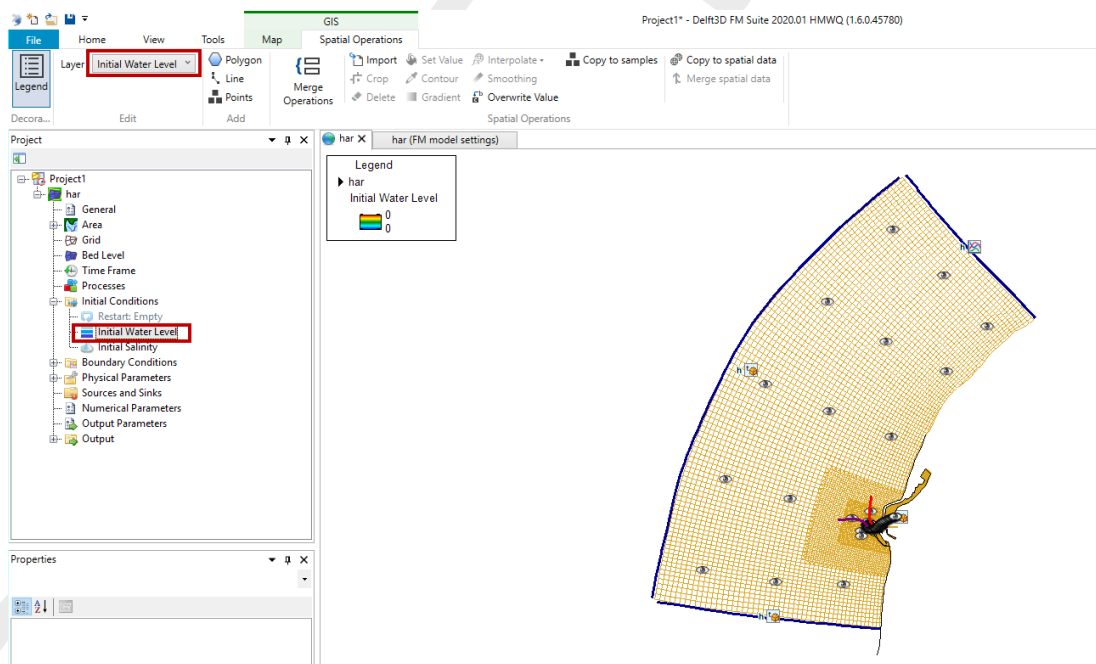 GIS
Project1* - Delft3D FM Suite 2020.01 HMWQ (1.6.0.45780)
File Home View Tools Map Spatial Operations
Legend
Layer Initial Water Level
Polygon
Line
Points
Merge Operations
Import Set Value Interpolate
Crop Contour Smoothing
Delete Gradient Overwrite Value
Copy to samples
Copy to spatial data
Merge spatial data
Decora... Edit Add Spatial Operations
Project
har X har (FM model settings)
Project1
har
General
Area
Grid
Bed Level
Time Frame
Processes
Initial Conditions
Restart: Empty
Initial Water Level
Initial Salinity
Boundary Conditions
Physical Parameters
Sources and Sinks
Numerical Parameters
Output Parameters
Output
Properties
Legend
har
Initial Water Level
0
0
h
h
h